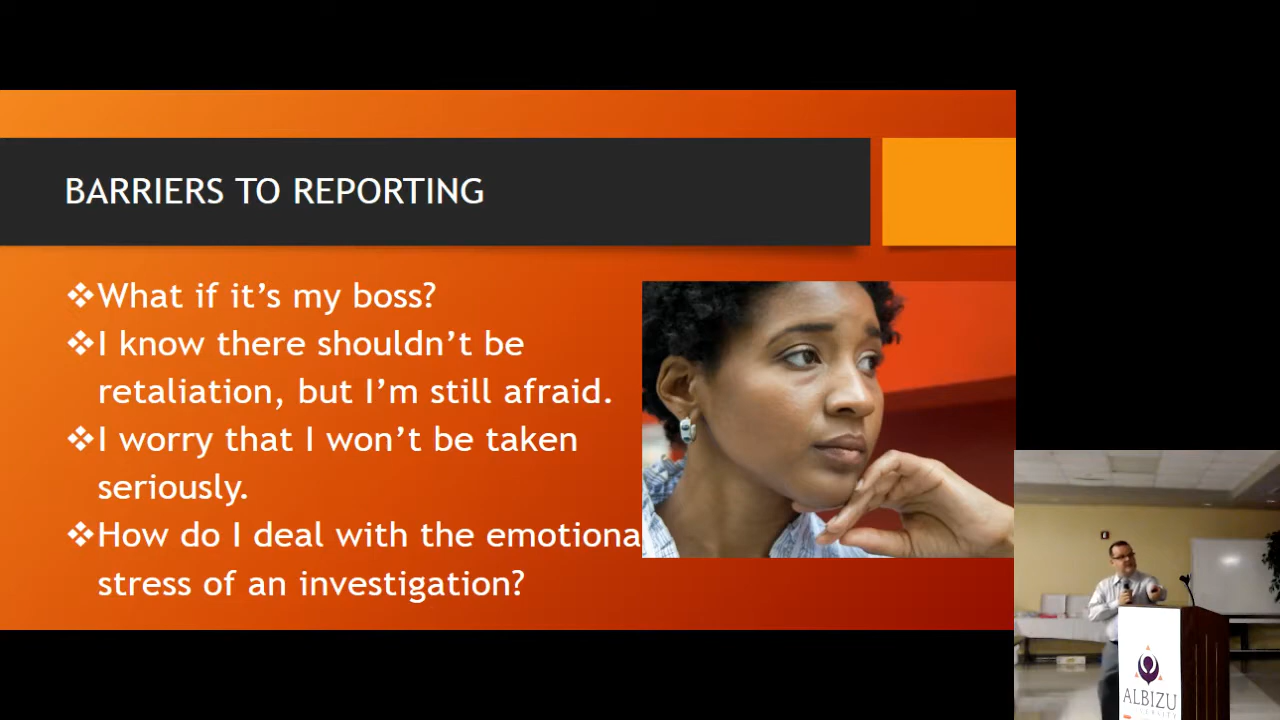 BARRIERS TO REPORTING
❖What if it’s my boss?
❖I know there shouldn’t be
retaliation, but I’m still afraid.
❖I worry that I won’t be taken
seriously.
❖How do I deal with the emotiona
stress of an investigation?
ALBIZU